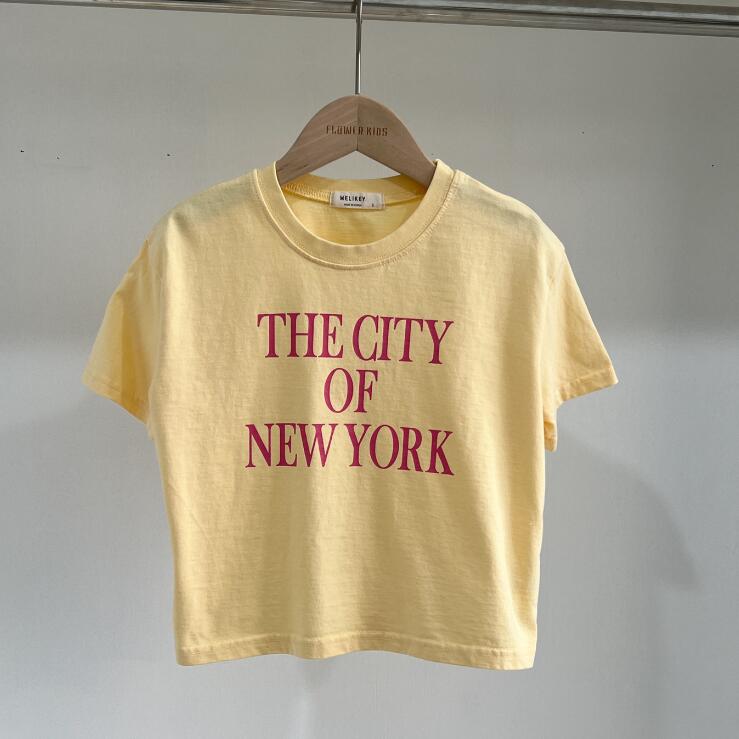 FLOWER KIDS
MELIKEY
THE CITY
OF
NEW YORK